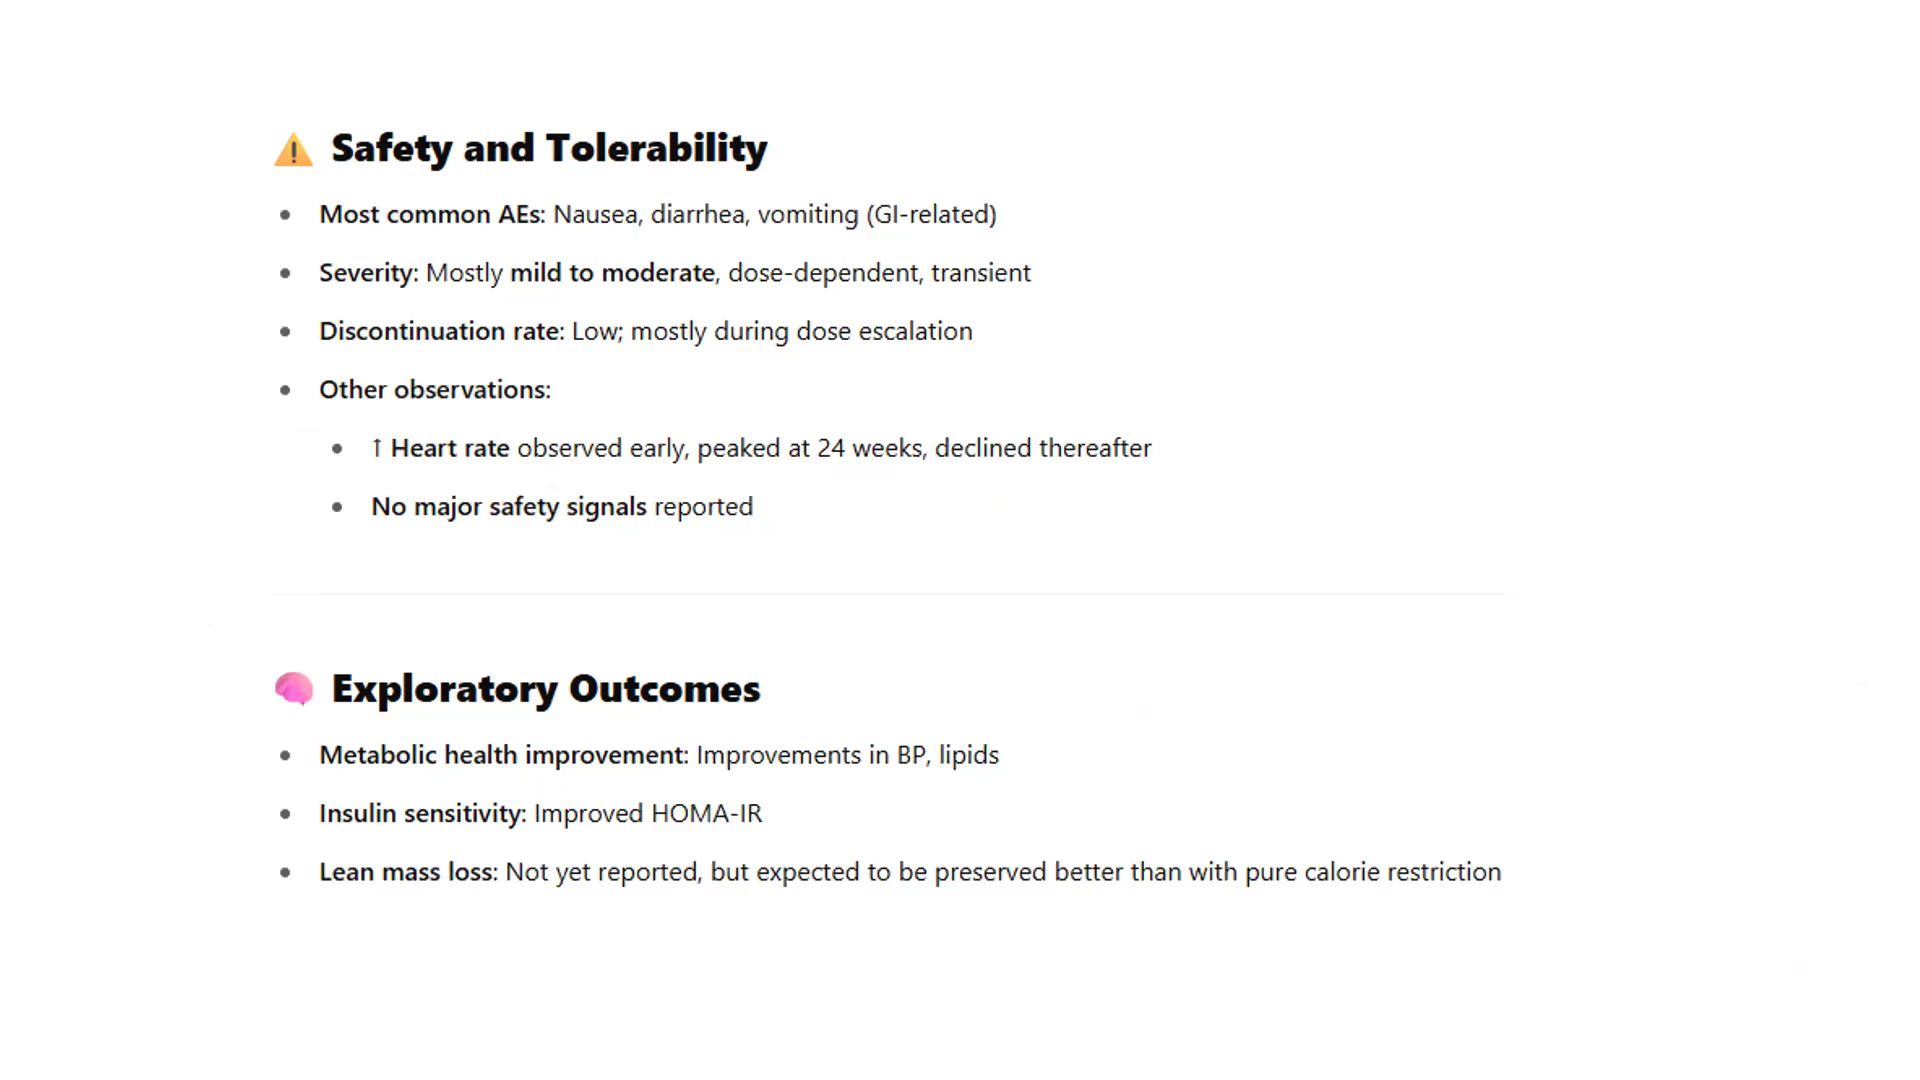 ⚠️ Safety and Tolerability
• Most common AEs: Nausea, diarrhea, vomiting (GI-related)
• Severity: Mostly mild to moderate, dose-dependent, transient
• Discontinuation rate: Low; mostly during dose escalation
• Other observations:
• ↑ Heart rate observed early, peaked at 24 weeks, declined thereafter
• No major safety signals reported
🧠 Exploratory Outcomes
• Metabolic health improvement: Improvements in BP, lipids
• Insulin sensitivity: Improved HOMA-IR
• Lean mass loss: Not yet reported, but expected to be preserved better than with pure calorie restriction